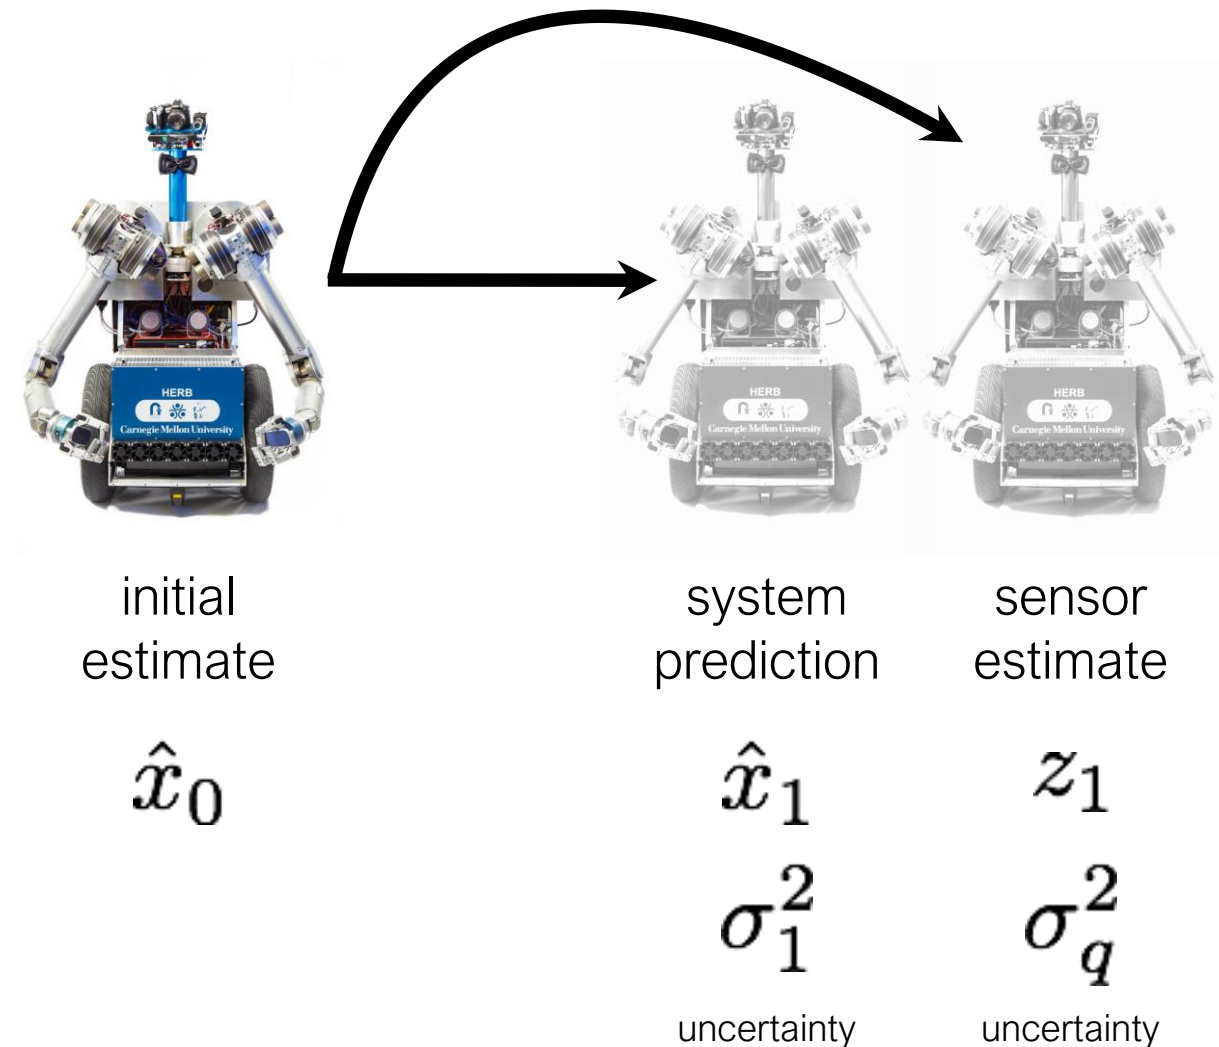 HERB
Carnegie Mellon University
HERB
Carnegie Mellon University
HERB
Carnegie Mellon University
initial
estimate
system
prediction
sensor
estimate
x̂₀
x̂₁
z₁
σ₁²
σ_q²
uncertainty
uncertainty